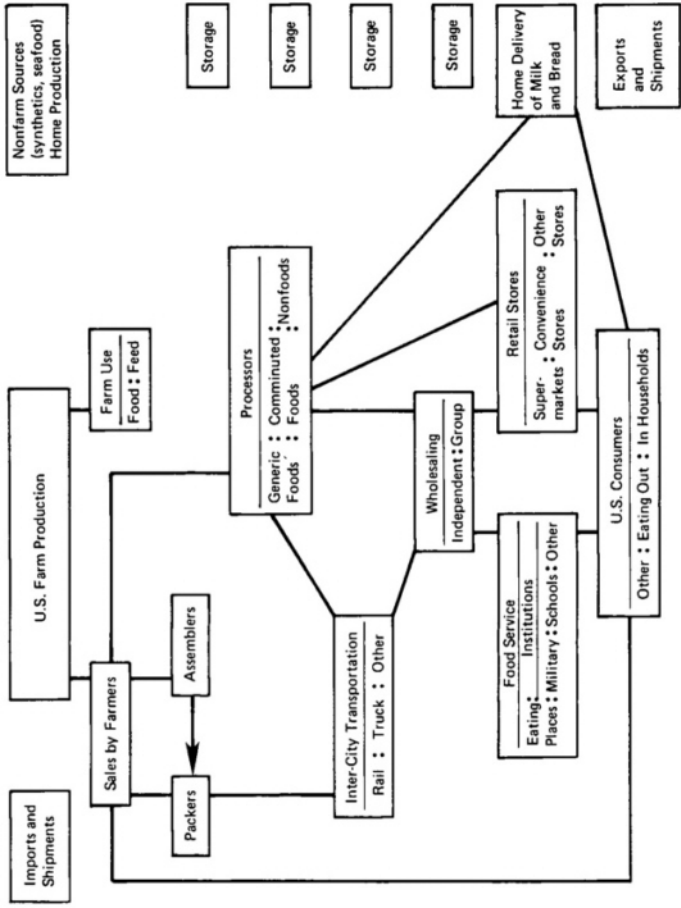 Imports and
Shipments
U.S. Farm Production
Nonfarm Sources
(synthetics, seafood)
Home Production
Sales by Farmers
Farm Use
Food : Feed
Packers
Assemblers
Storage
Processors
Generic : Comminuted : Nonfoods
Foods : Foods :
Storage
Inter-City Transportation
Rail : Truck : Other
Storage
Wholesaling
Independent : Group
Storage
Food Service
Eating: Institutions
Places : Military : Schools : Other
Retail Stores
Super- : Convenience : Other
markets : Stores : Stores
Home Delivery
of Milk
and Bread
U.S. Consumers
Other : Eating Out : In Households
Exports
and
Shipments